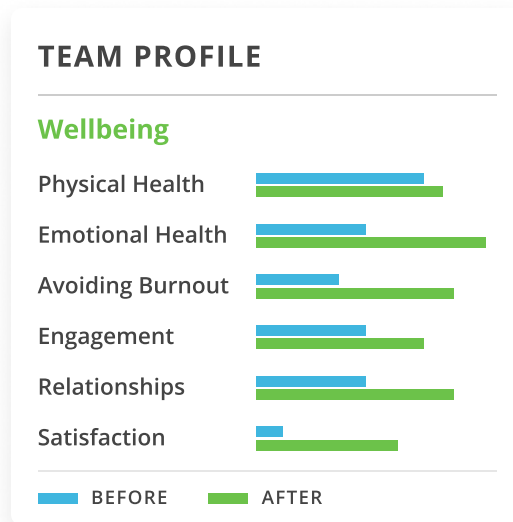 TEAM PROFILE
Wellbeing
Physical Health
Emotional Health
Avoiding Burnout
Engagement
Relationships
Satisfaction
BEFORE AFTER